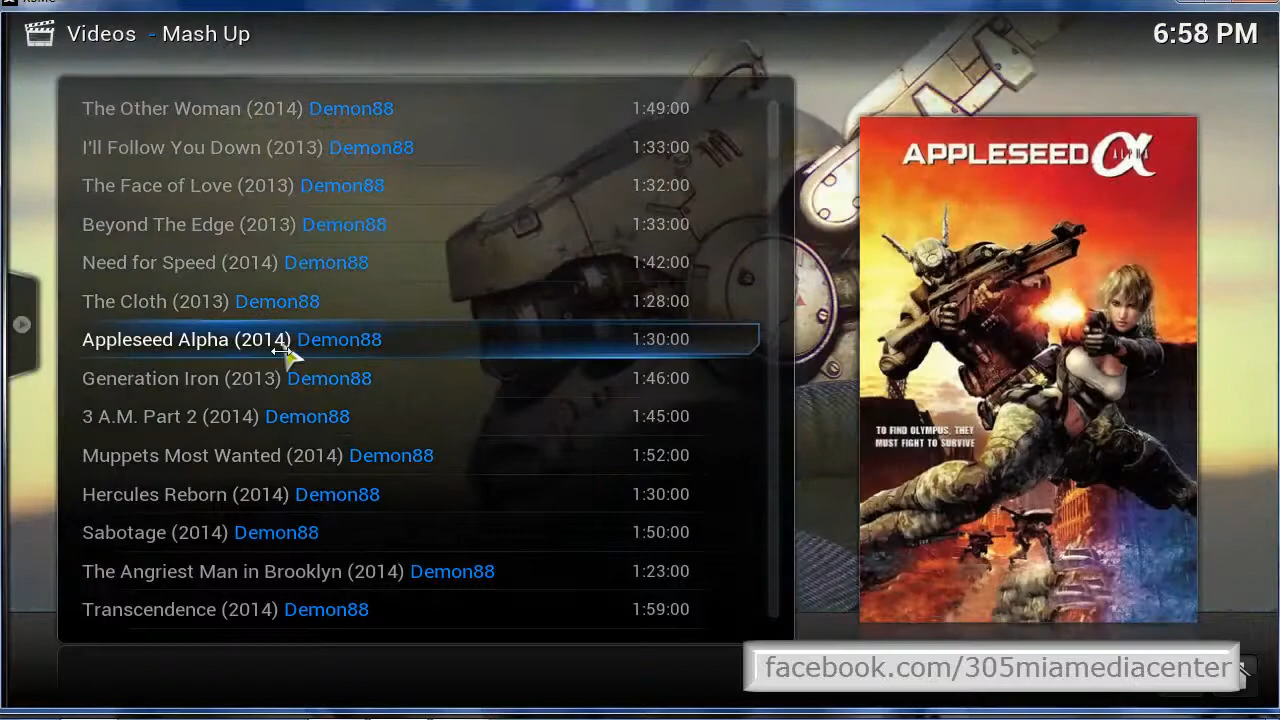 Videos - Mash Up
6:58 PM
The Other Woman (2014) Demon88 1:49:00
I'll Follow You Down (2013) Demon88 1:33:00
The Face of Love (2013) Demon88 1:32:00
Beyond The Edge (2013) Demon88 1:33:00
Need for Speed (2014) Demon88 1:42:00
The Cloth (2013) Demon88 1:28:00
Appleseed Alpha (2014) Demon88 1:30:00
Generation Iron (2013) Demon88 1:46:00
3 A.M. Part 2 (2014) Demon88 1:45:00
Muppets Most Wanted (2014) Demon88 1:52:00
Hercules Reborn (2014) Demon88 1:30:00
Sabotage (2014) Demon88 1:50:00
The Angriest Man in Brooklyn (2014) Demon88 1:23:00
Transcendence (2014) Demon88 1:59:00
APPLESEED α ALPHA
TO FIND OLYMPUS, THEY
MUST FIGHT TO SURVIVE
facebook.com/305miamediacenter